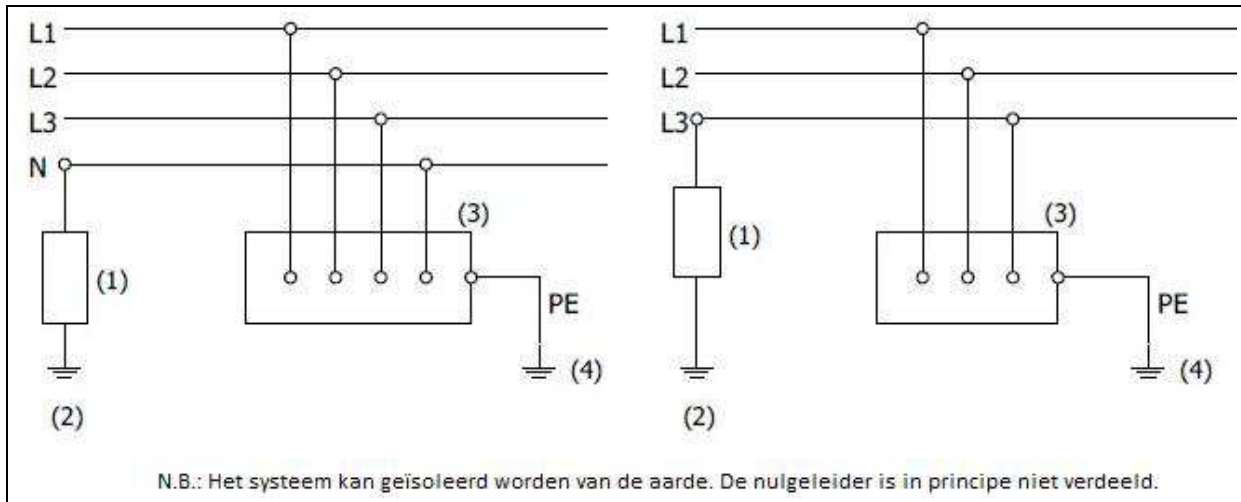 L1
L2
L3
N
(3)
(1)
PE
(4)
(2)
L1
L2
L3
(3)
(1)
PE
(4)
(2)
N.B.: Het systeem kan geïsoleerd worden van de aarde. De nulgeleider is in principe niet verdeeld.